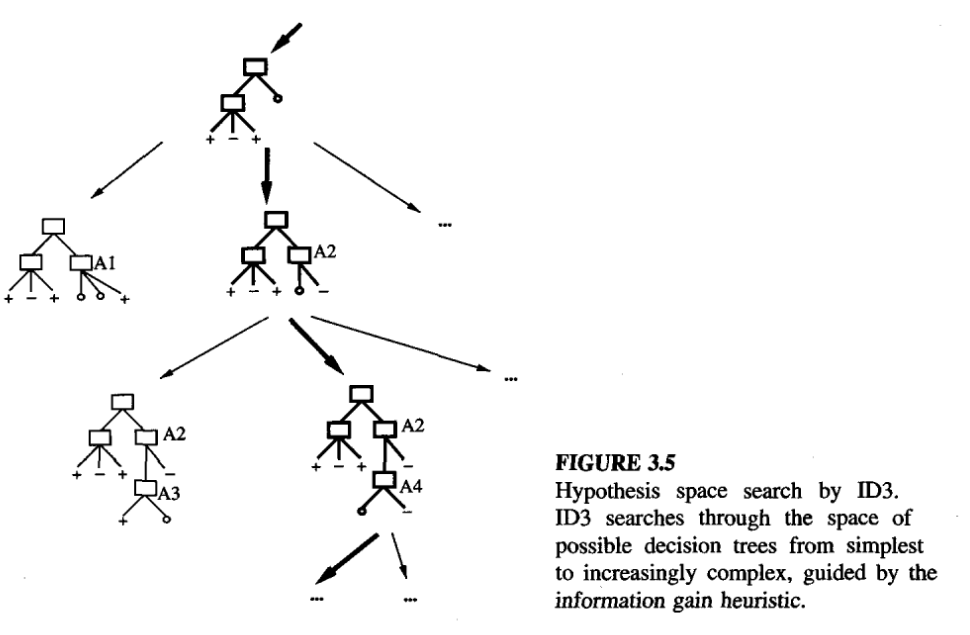 + − +
...
A1
+ − + +
A2
+ − + −
...
A2
+ − + −
A3
+
A2
+ − + −
A4
−
... ...
FIGURE 3.5
Hypothesis space search by ID3.
ID3 searches through the space of
possible decision trees from simplest
to increasingly complex, guided by the
information gain heuristic.